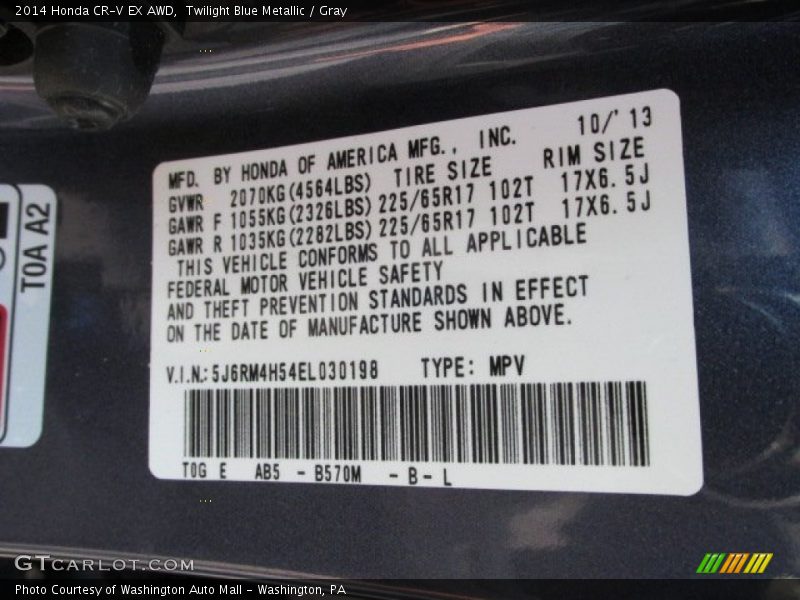 2014 Honda CR-V EX AWD, Twilight Blue Metallic / Gray
MFD. BY HONDA OF AMERICA MFG., INC. 10/'13
GVWR 2070KG(4564LBS) TIRE SIZE RIM SIZE
GAWR F 1055KG(2326LBS) 225/65R17 102T 17X6.5J
GAWR R 1035KG(2282LBS) 225/65R17 102T 17X6.5J
THIS VEHICLE CONFORMS TO ALL APPLICABLE
FEDERAL MOTOR VEHICLE SAFETY
AND THEFT PREVENTION STANDARDS IN EFFECT
ON THE DATE OF MANUFACTURE SHOWN ABOVE.
V.I.N.: 5J6RM4H54EL030198 TYPE: MPV
T0G E AB5 - B570M - B - L
T0A A2
GTCARLOT.COM
Photo Courtesy of Washington Auto Mall - Washington, PA